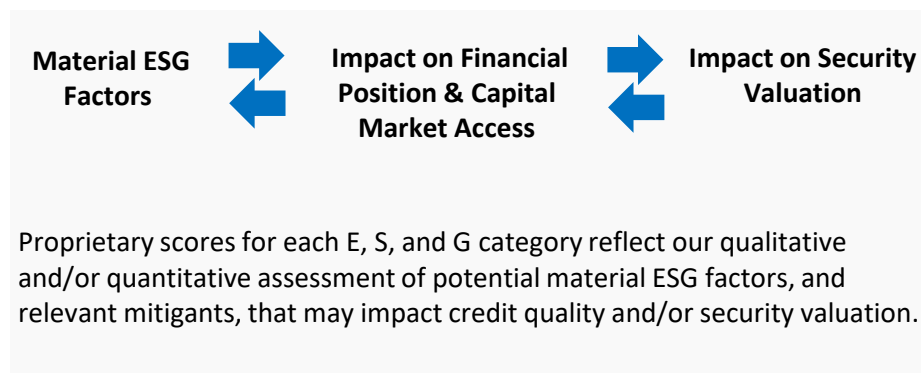 Material ESG
Factors
Impact on Financial
Position & Capital
Market Access
Impact on Security
Valuation
Proprietary scores for each E, S, and G category reflect our qualitative
and/or quantitative assessment of potential material ESG factors, and
relevant mitigants, that may impact credit quality and/or security valuation.